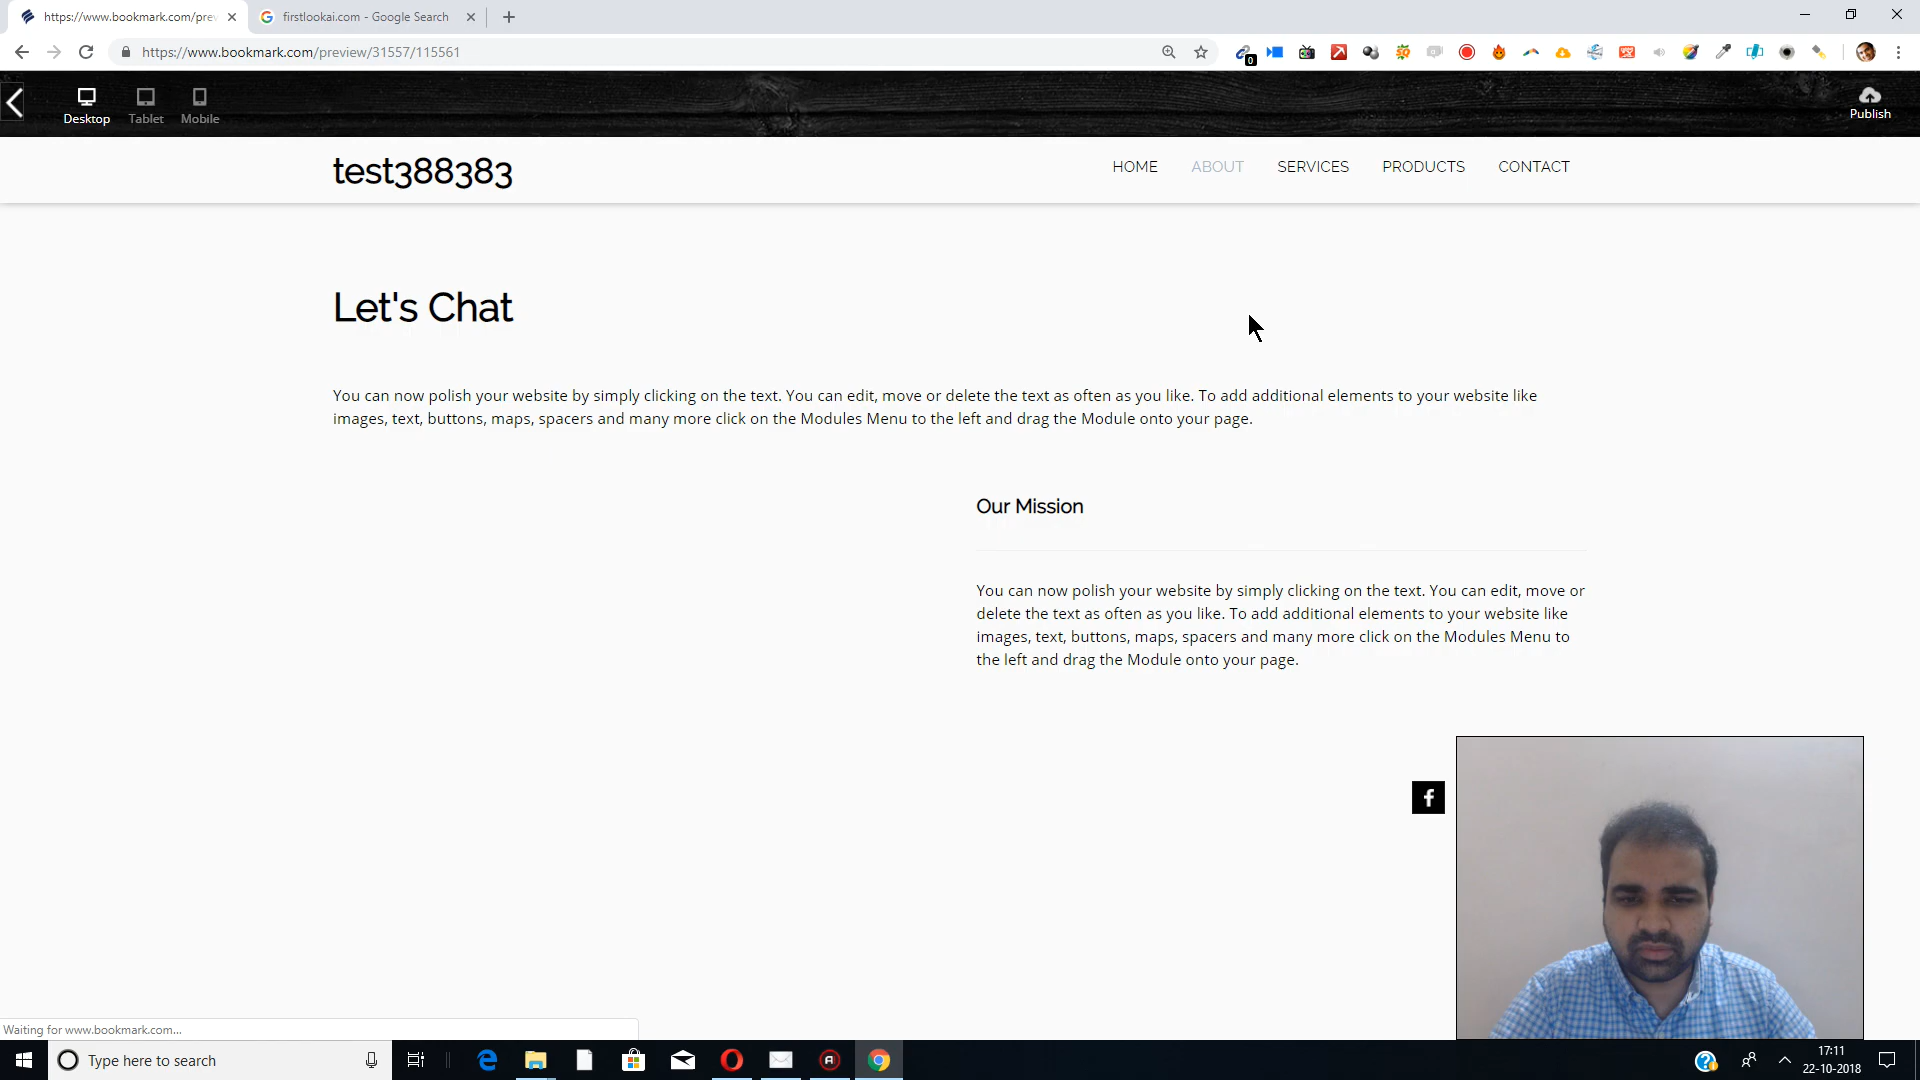 https://www.bookmark.com/prev
firstlookai.com - Google Search
https://www.bookmark.com/preview/31557/115561
0
Desktop
Tablet
Mobile
Publish
test388383
HOME
ABOUT
SERVICES
PRODUCTS
CONTACT
Let's Chat
You can now polish your website by simply clicking on the text. You can edit, move or delete the text as often as you like. To add additional elements to your website like
images, text, buttons, maps, spacers and many more click on the Modules Menu to the left and drag the Module onto your page.
Our Mission
You can now polish your website by simply clicking on the text. You can edit, move or
delete the text as often as you like. To add additional elements to your website like
images, text, buttons, maps, spacers and many more click on the Modules Menu to
the left and drag the Module onto your page.
Waiting for www.bookmark.com...
Type here to search
17:11
22-10-2018